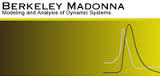 BERKELEY MADONNA
Modeling and Analysis of Dynamic Systems